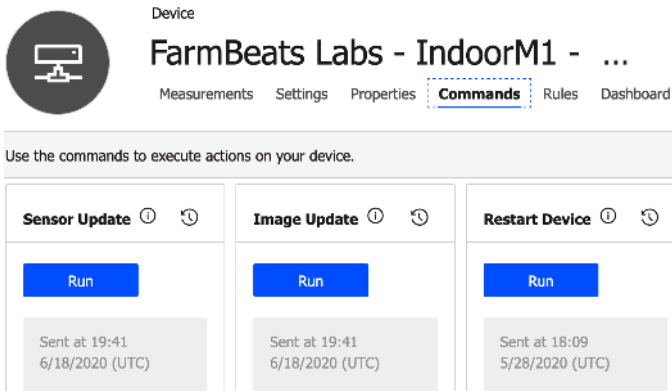 Device
FarmBeats Labs - IndoorM1 - ...
Measurements Settings Properties Commands Rules Dashboard
Use the commands to execute actions on your device.
Sensor Update Image Update Restart Device
Run Run Run
Sent at 19:41 Sent at 19:41 Sent at 18:09
6/18/2020 (UTC) 6/18/2020 (UTC) 5/28/2020 (UTC)